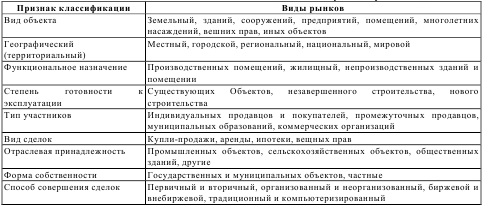 Признак классификации Виды рынков
Вид объекта Земельный, зданий, сооружений, предприятий, помещений, многолетних
насаждений, вещных прав, иных объектов
Географический Местный, городской, региональный, национальный, мировой
(территориальный)
Функциональное назначение Производственных помещений, жилищный, непроизводственных зданий и
помещении
Степень готовности к Существующих Объектов, незавершенного строительства, нового
эксплуатации строительства
Тип участников Индивидуальных продавцов и покупателей, промежуточных продавцов,
муниципальных образований, коммерческих организаций
Вид сделок Купли-продажи, аренды, ипотеки, вещных прав
Отраслевая принадлежность Промышленных объектов, сельскохозяйственных объектов, общественных
зданий, другие
Форма собственности Государственных и муниципальных объектов, частные
Способ совершения сделок Первичный и вторичный, организованный и неорганизованный, биржевой и
внебиржевой, традиционный и компьютеризированный